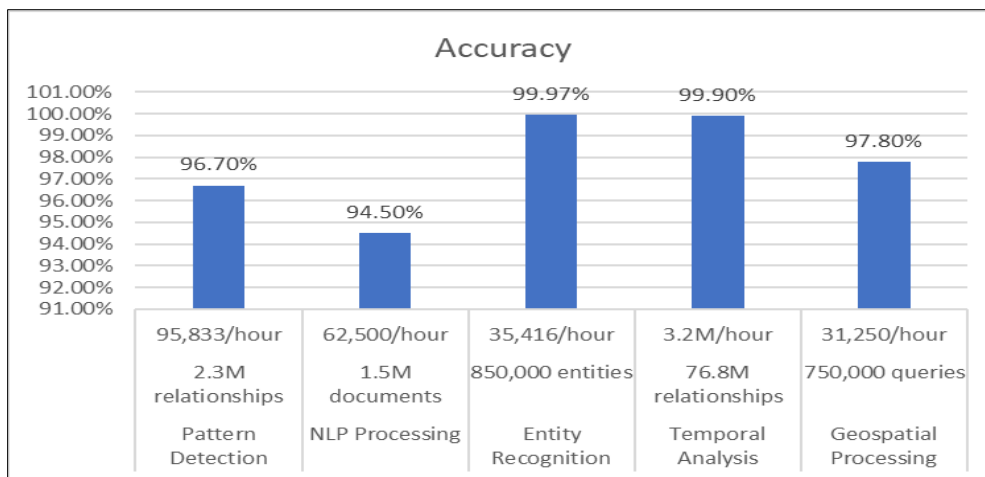 Accuracy
101.00%
100.00%
99.00%
98.00%
97.00%
96.00%
95.00%
94.00%
93.00%
92.00%
91.00%
96.70%
94.50%
99.97%
99.90%
97.80%
95,833/hour
62,500/hour
35,416/hour
3.2M/hour
31,250/hour
2.3M
relationships
1.5M
documents
850,000 entities
76.8M
relationships
750,000 queries
Pattern
Detection
NLP Processing
Entity
Recognition
Temporal
Analysis
Geospatial
Processing